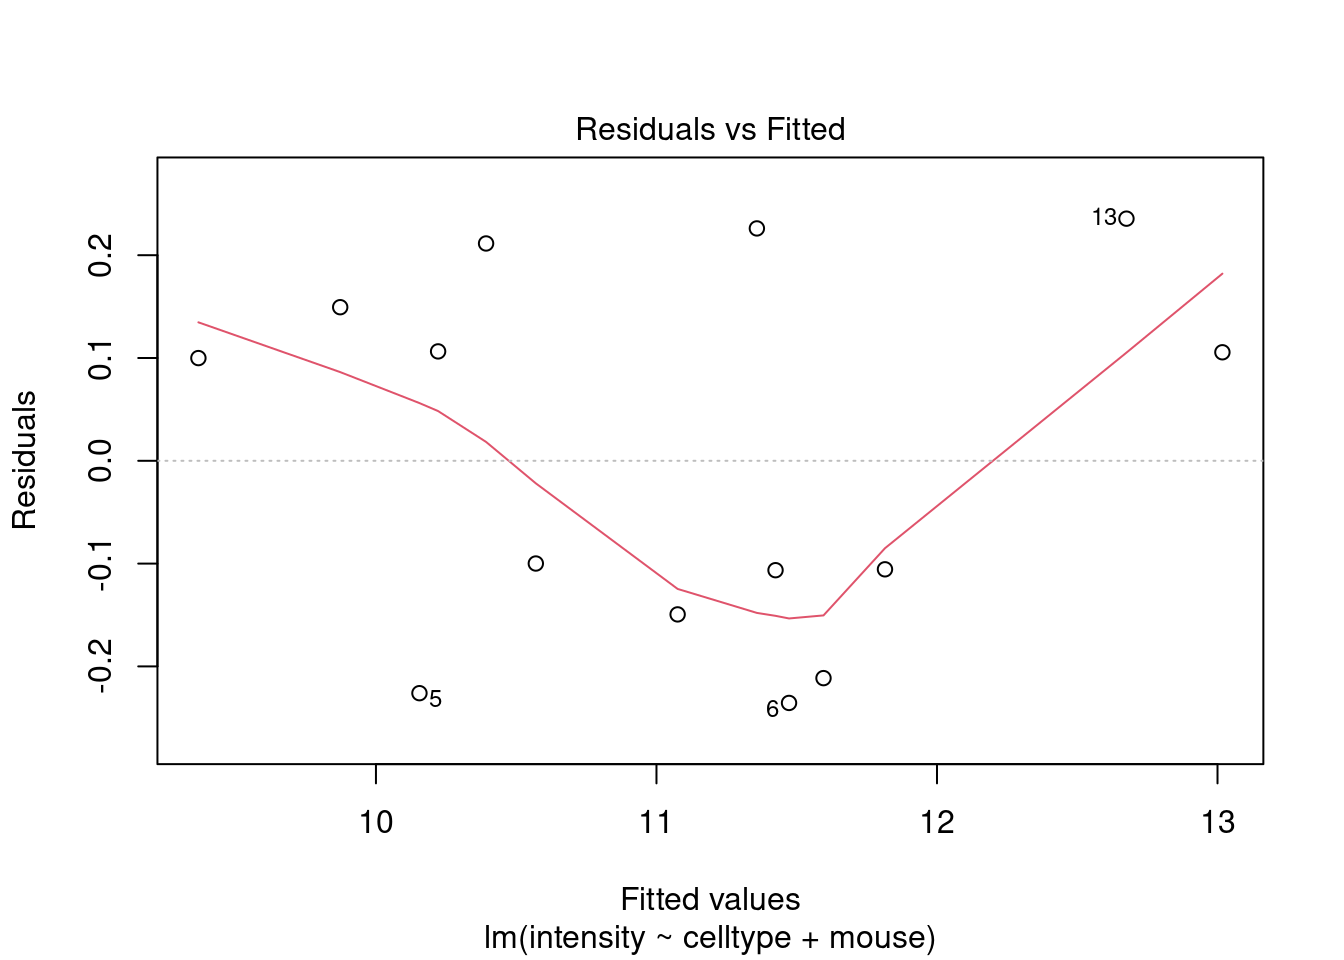 Residuals vs Fitted
Residuals
0.2
0.1
0.0
-0.1
-0.2
13
5
6
10 11 12 13
Fitted values
lm(intensity ~ celltype + mouse)